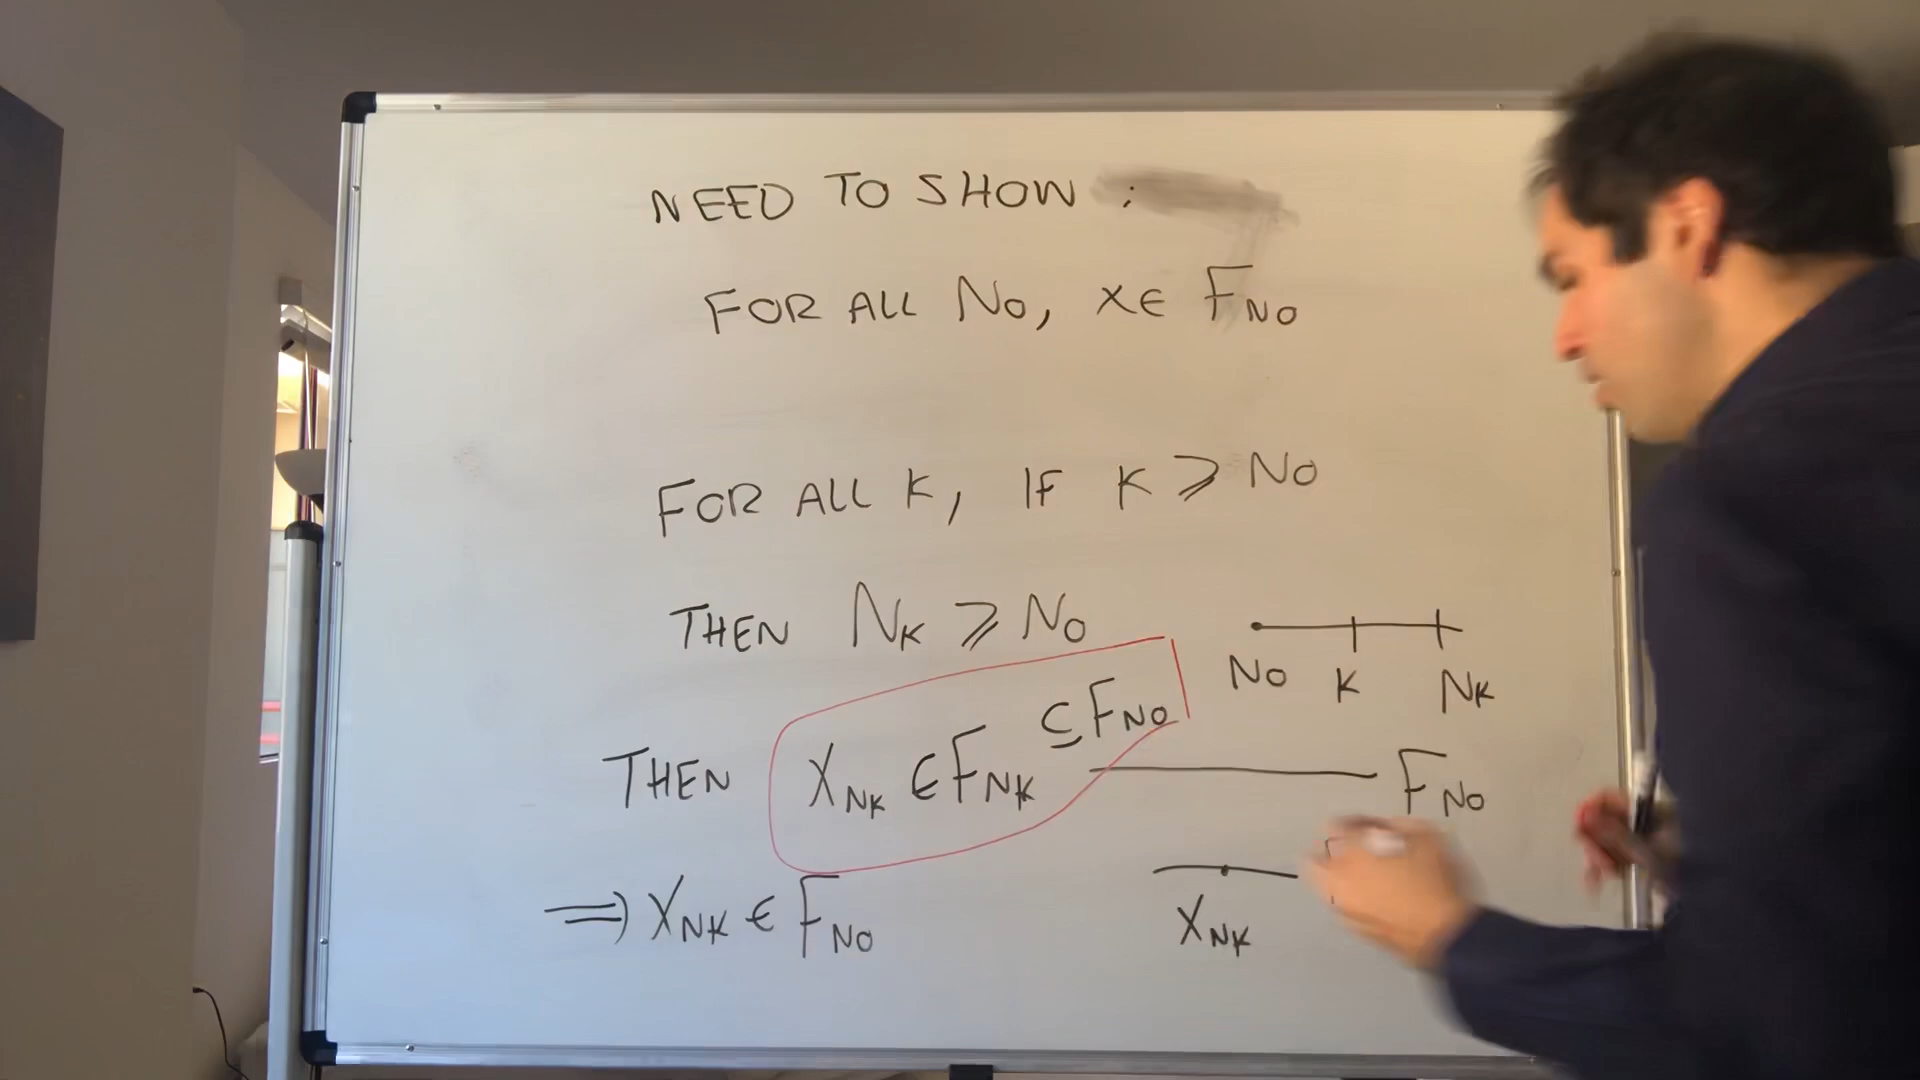 NEED TO SHOW :
FOR ALL No, x∈ FNO
FOR ALL K, IF K ⩾ NO
THEN NK ⩾ NO
NO K NK
THEN XNK ∈ FNK ⊆ FNO
FNO
⟹ XNK ∈ FNO
XNK